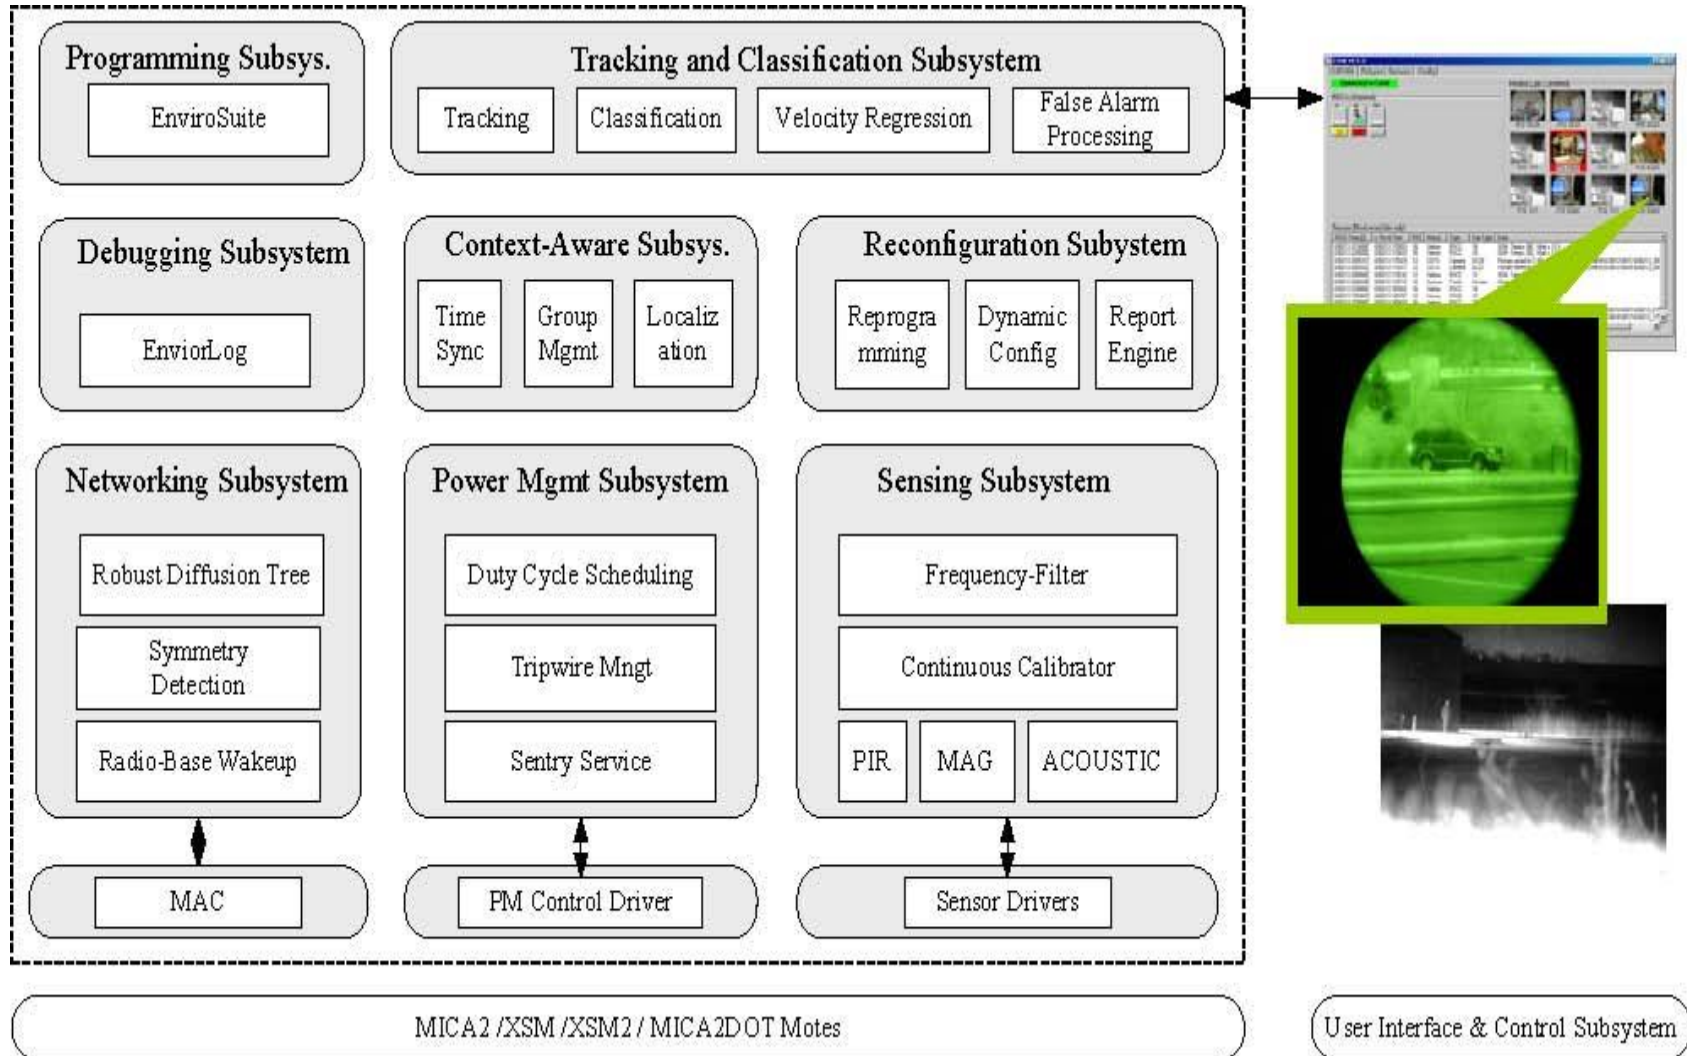 Programming Subsys.
EnviroSuite
Tracking and Classification Subsystem
Tracking
Classification
Velocity Regression
False Alarm
Processing
Debugging Subsystem
EnviorLog
Context-Aware Subsys.
Time
Sync
Group
Mgmt
Localiz
ation
Reconfiguration Subystem
Reprogra
mming
Dynamic
Config
Report
Engine
Networking Subsystem
Robust Diffusion Tree
Symmetry
Detection
Radio-Base Wakeup
Power Mgmt Subsystem
Duty Cycle Scheduling
Tripwire Mngt
Sentry Service
Sensing Subsystem
Frequency-Filter
Continuous Calibrator
PIR
MAG
ACOUSTIC
MAC
PM Control Driver
Sensor Drivers
MICA2 /XSM /XSM2 / MICA2DOT Motes
User Interface & Control Subsystem